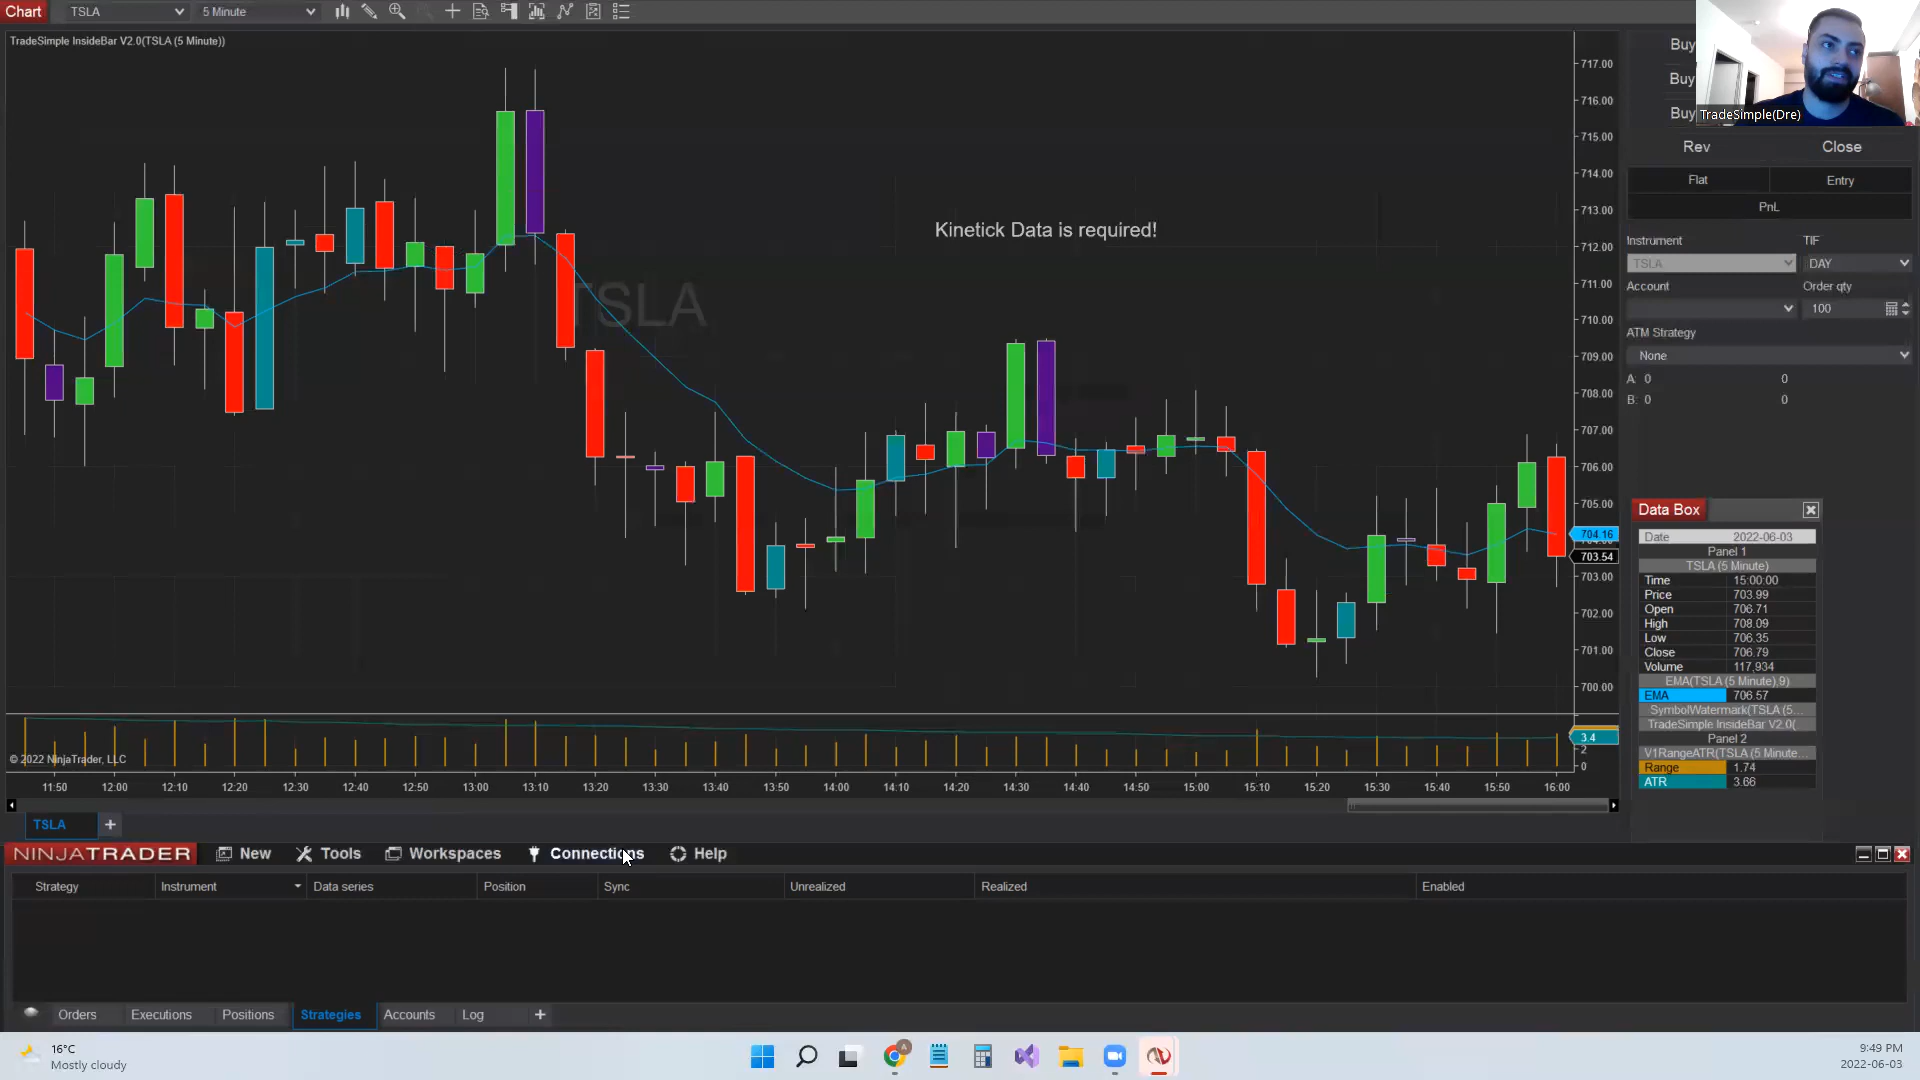 Chart TSLA 5 Minute
TradeSimple InsideBar V2.0(TSLA (5 Minute))
Kinetick Data is required!
TSLA
717.00
716.00
715.00
714.00
713.00
712.00
711.00
710.00
709.00
708.00
707.00
706.00
705.00
704.16
703.54
703.00
702.00
701.00
700.00
3.4
2
0
© 2022 NinjaTrader, LLC
11:50 12:00 12:10 12:20 12:30 12:40 12:50 13:00 13:10 13:20 13:30 13:40 13:50 14:00 14:10 14:20 14:30 14:40 14:50 15:00 15:10 15:20 15:30 15:40 15:50 16:00
TSLA +
Buy
Buy
Buy
TradeSimple(Dre)
Rev Close
Flat Entry
PnL
Instrument TIF
TSLA DAY
Account Order qty
100
ATM Strategy
None
A: 0 0
B: 0 0
Data Box
Date 2022-06-03
Panel 1
TSLA (5 Minute)
Time 15:00:00
Price 703.99
Open 706.71
High 708.09
Low 706.35
Close 706.79
Volume 117,934
EMA(TSLA (5 Minute),9)
EMA 706.57
SymbolWatermark(TSLA (5...
TradeSimple InsideBar V2.0(
Panel 2
V1RangeATR(TSLA (5 Minute...
Range 1.74
ATR 3.66
NINJATRADER New Tools Workspaces Connections Help
Strategy Instrument Data series Position Sync Unrealized Realized Enabled
Orders Executions Positions Strategies Accounts Log +
16°C
Mostly cloudy
9:49 PM
2022-06-03